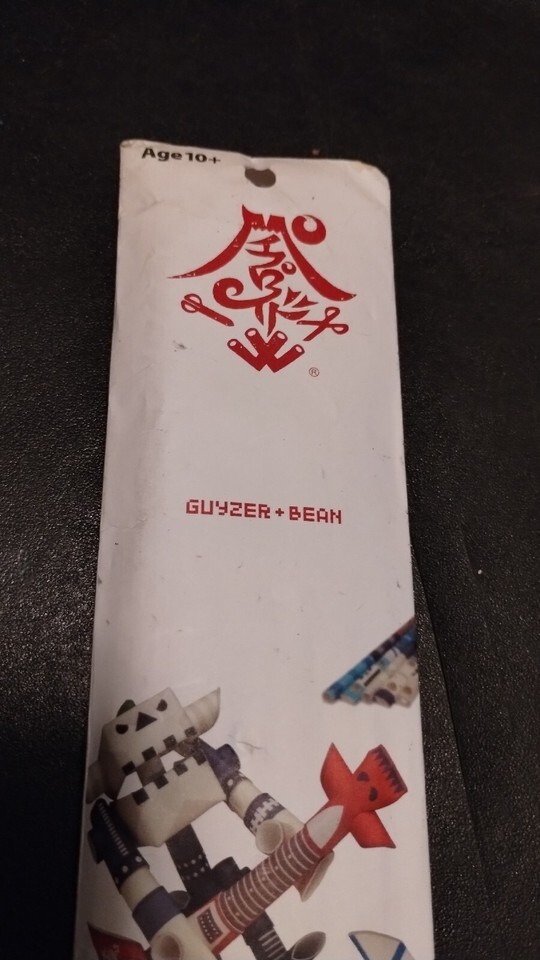 Age 10+
®
GUYZER + BEAN